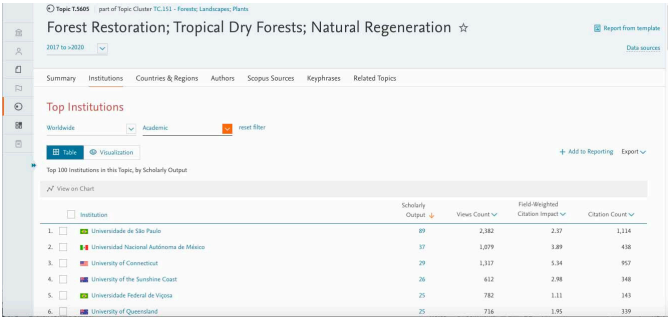 Topic T.5605 part of Topic Cluster TC.151 - Forests; Landscapes; Plants
Forest Restoration; Tropical Dry Forests; Natural Regeneration ☆
Report from template
2017 to >2020
Data sources
Summary Institutions Countries & Regions Authors Scopus Sources Keyphrases Related Topics
Top Institutions
Worldwide Academic reset filter
Table Visualization
+ Add to Reporting Export
Top 100 Institutions in this Topic, by Scholarly Output
View on Chart
Institution Scholarly Output ↓ Views Count Field-Weighted Citation Impact Citation Count
1. Universidade de São Paulo 89 2,382 2.37 1,114
2. Universidad Nacional Autónoma de México 37 1,079 3.89 438
3. University of Connecticut 29 1,317 5.34 957
4. University of the Sunshine Coast 26 612 2.98 348
5. Universidade Federal de Viçosa 25 782 1.11 143
6. University of Queensland 25 716 1.95 339